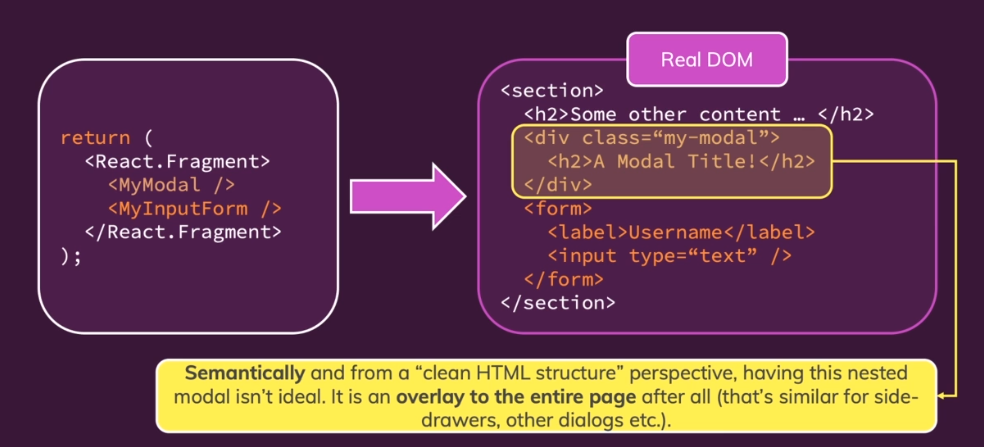 return (
<React.Fragment>
<MyModal />
<MyInputForm />
</React.Fragment>
);
Real DOM
<section>
<h2>Some other content … </h2>
<div class=“my-modal”>
<h2>A Modal Title!</h2>
</div>
<form>
<label>Username</label>
<input type=“text” />
</form>
</section>
Semantically and from a “clean HTML structure” perspective, having this nested
modal isn’t ideal. It is an overlay to the entire page after all (that’s similar for side-
drawers, other dialogs etc.).